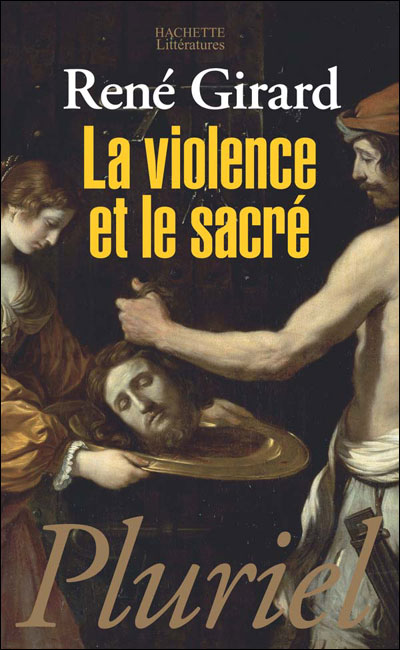 HACHETTE
Littératures
René Girard
La violence
et le sacré
Pluriel